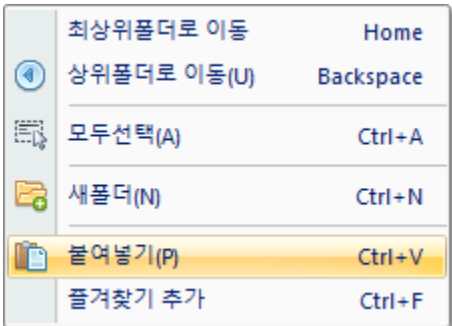 최상위폴더로 이동 Home
상위폴더로 이동(U) Backspace
모두선택(A) Ctrl+A
새폴더(N) Ctrl+N
붙여넣기(P) Ctrl+V
즐겨찾기 추가 Ctrl+F